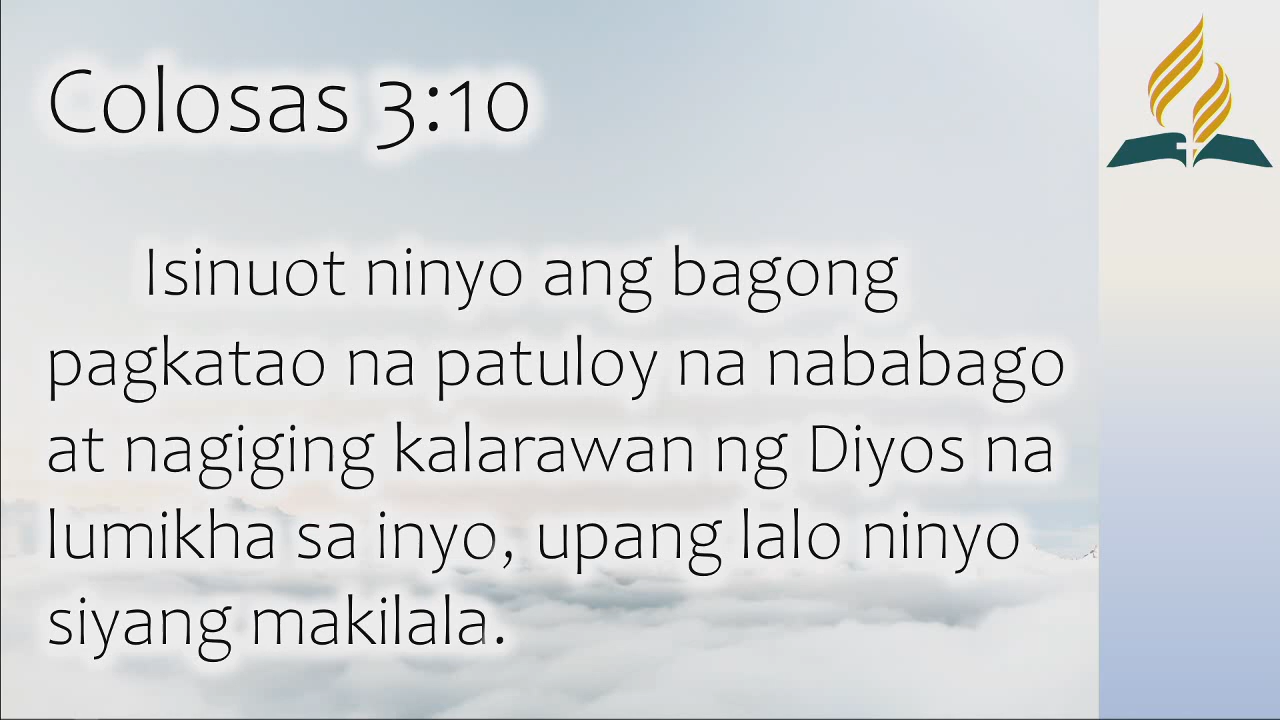 Colosas 3:10
Isinuot ninyo ang bagong
pagkatao na patuloy na nababago
at nagiging kalarawan ng Diyos na
lumikha sa inyo, upang lalo ninyo
siyang makilala.